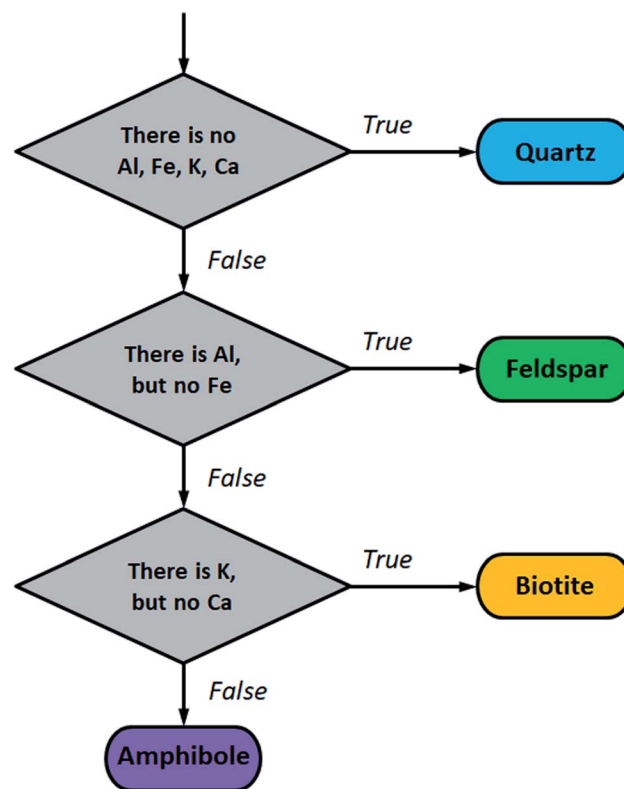 There is no
Al, Fe, K, Ca
True
Quartz
False
There is Al,
but no Fe
True
Feldspar
False
There is K,
but no Ca
True
Biotite
False
Amphibole